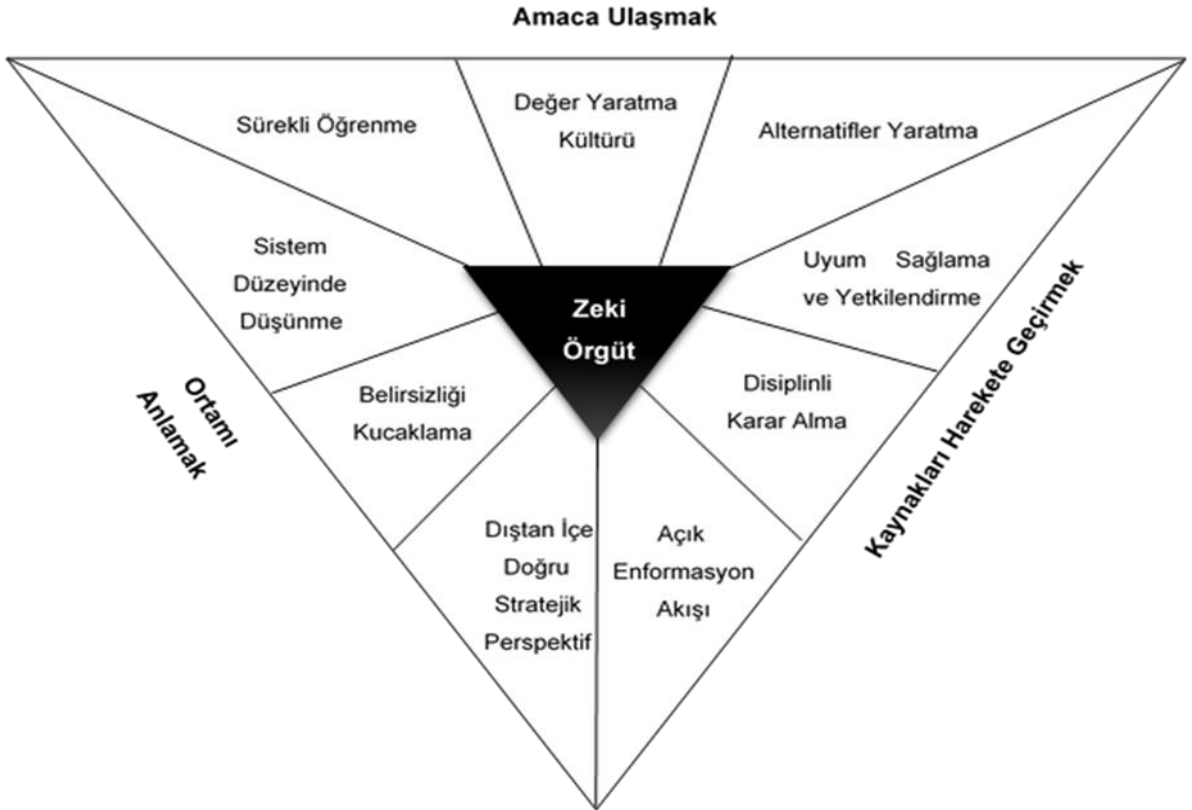 Amaca Ulaşmak
Sürekli Öğrenme
Değer Yaratma
Kültürü
Alternatifler Yaratma
Sistem
Düzeyinde
Düşünme
Zeki
Örgüt
Uyum Sağlama
ve Yetkilendirme
Belirsizliği
Kucaklama
Disiplinli
Karar Alma
Ortamı
Anlamak
Kaynakları Harekete Geçirmek
Dıştan İçe
Doğru
Stratejik
Perspektif
Açık
Enformasyon
Akışı